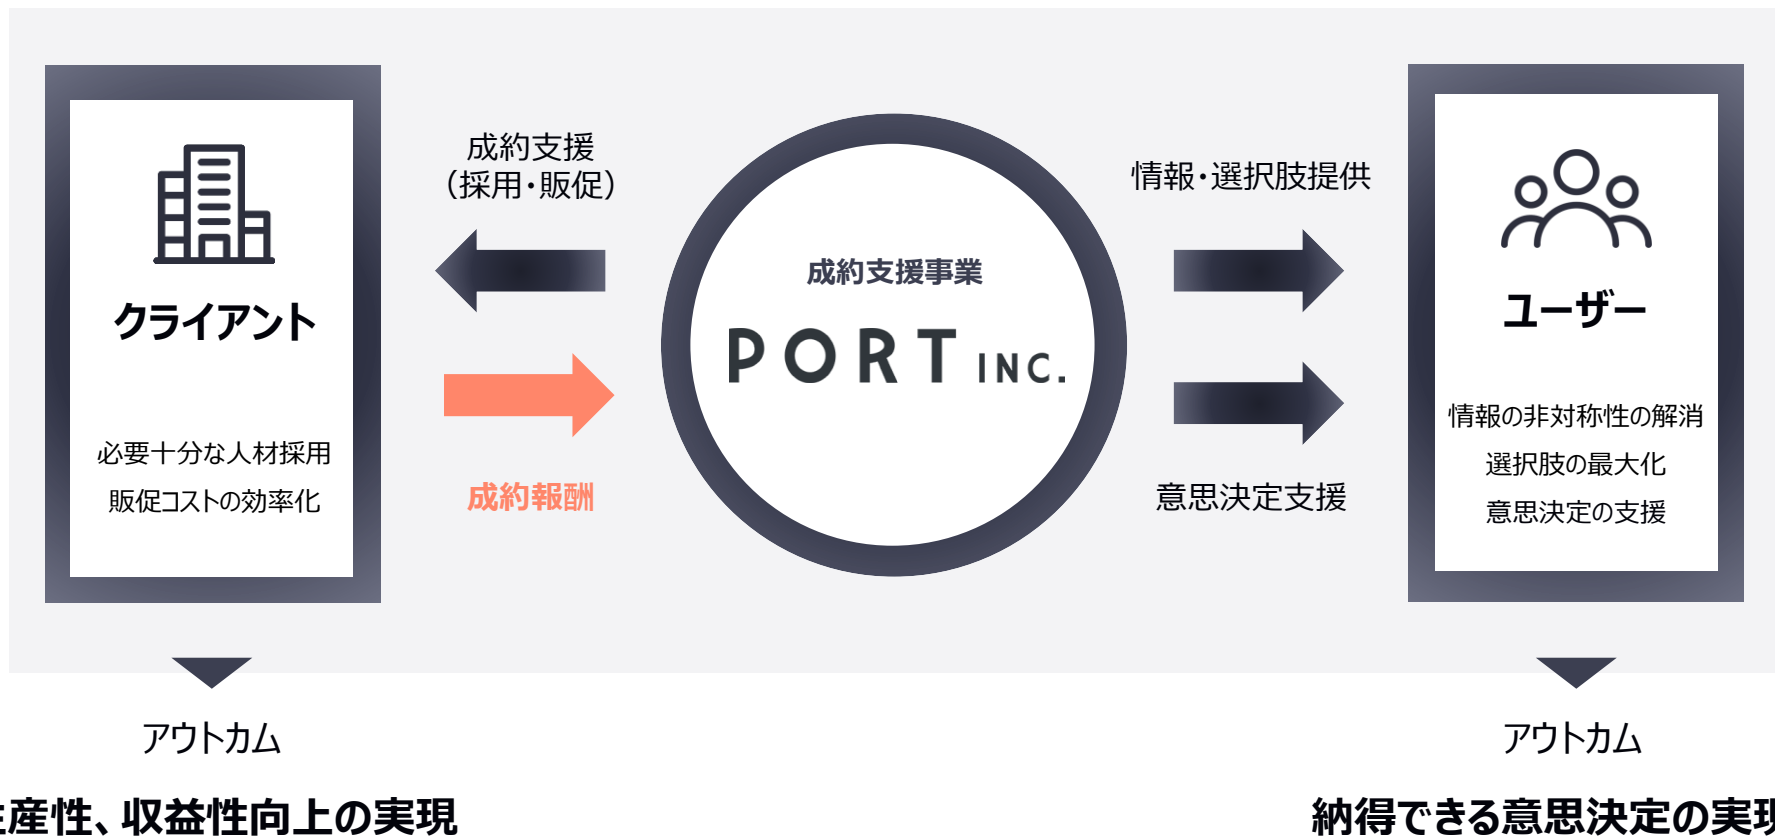 クライアント
必要十分な人材採用
販促コストの効率化
成約支援
（採用・販促）
成約報酬
成約支援事業
PORT INC.
情報・選択肢提供
意思決定支援
ユーザー
情報の非対称性の解消
選択肢の最大化
意思決定の支援
アウトカム
生産性、収益性向上の実現
アウトカム
納得できる意思決定の実現